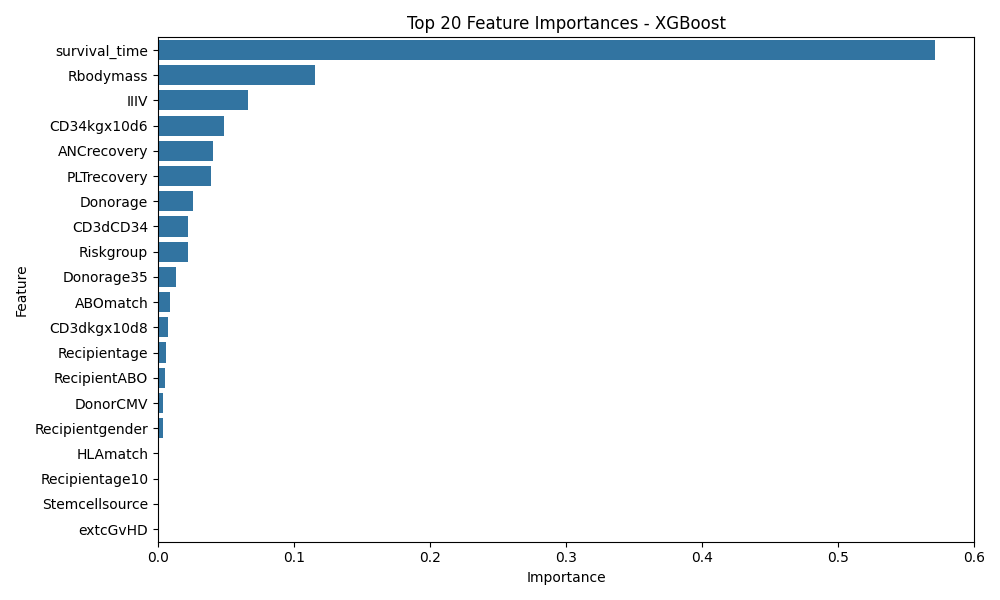 Top 20 Feature Importances - XGBoost
Feature
survival_time
Rbodymass
IIIV
CD34kgx10d6
ANCrecovery
PLTrecovery
Donorage
CD3dCD34
Riskgroup
Donorage35
ABOmatch
CD3dkgx10d8
Recipientage
RecipientABO
DonorCMV
Recipientgender
HLAmatch
Recipientage10
Stemcellsource
extcGvHD
0.0 0.1 0.2 0.3 0.4 0.5 0.6
Importance